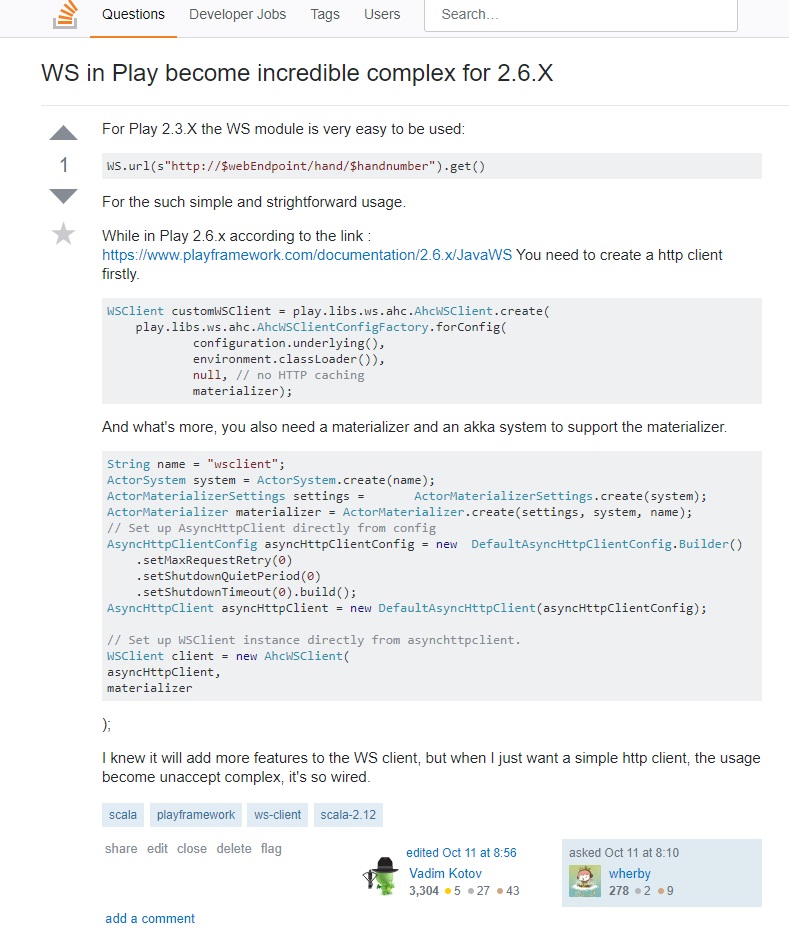 Questions Developer Jobs Tags Users Search...
WS in Play become incredible complex for 2.6.X
For Play 2.3.X the WS module is very easy to be used:
1
WS.url(s"http://$webEndpoint/hand/$handnumber").get()
For the such simple and strightforward usage.
While in Play 2.6.x according to the link :
https://www.playframework.com/documentation/2.6.x/JavaWS You need to create a http client
firstly.
WSClient customWSClient = play.libs.ws.ahc.AhcWSClient.create(
    play.libs.ws.ahc.AhcWSClientConfigFactory.forConfig(
            configuration.underlying(),
            environment.classLoader()),
            null, // no HTTP caching
            materializer);
And what's more, you also need a materializer and an akka system to support the materializer.
String name = "wsclient";
ActorSystem system = ActorSystem.create(name);
ActorMaterializerSettings settings =       ActorMaterializerSettings.create(system);
ActorMaterializer materializer = ActorMaterializer.create(settings, system, name);
// Set up AsyncHttpClient directly from config
AsyncHttpClientConfig asyncHttpClientConfig = new  DefaultAsyncHttpClientConfig.Builder()
    .setMaxRequestRetry(0)
    .setShutdownQuietPeriod(0)
    .setShutdownTimeout(0).build();
AsyncHttpClient asyncHttpClient = new DefaultAsyncHttpClient(asyncHttpClientConfig);
// Set up WSClient instance directly from asynchttpclient.
WSClient client = new AhcWSClient(
asyncHttpClient,
materializer
);
I knew it will add more features to the WS client, but when I just want a simple http client, the usage
become unaccept complex, it's so wired.
scala playframework ws-client scala-2.12
share edit close delete flag
edited Oct 11 at 8:56
Vadim Kotov
3,304 5 27 43
asked Oct 11 at 8:10
wherby
278 2 9
add a comment